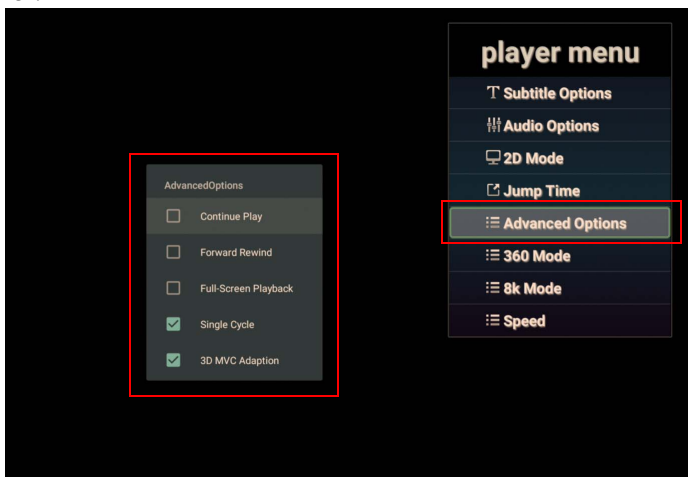 player menu
Subtitle Options
Audio Options
2D Mode
Jump Time
Advanced Options
360 Mode
8k Mode
Speed
AdvancedOptions
Continue Play
Forward Rewind
Full-Screen Playback
Single Cycle
3D MVC Adaption